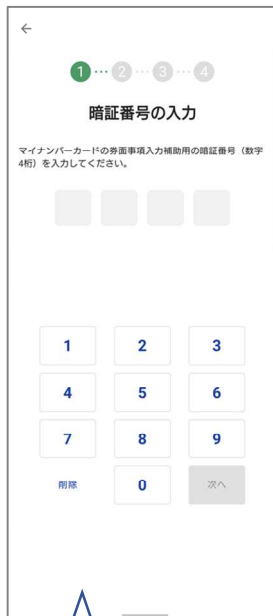 ←
1 … 2 … 3 … 4
暗証番号の入力
マイナンバーカードの券面事項入力補助用の暗証番号（数字
4桁）を入力してください。
1 2 3
4 5 6
7 8 9
削除 0 次へ